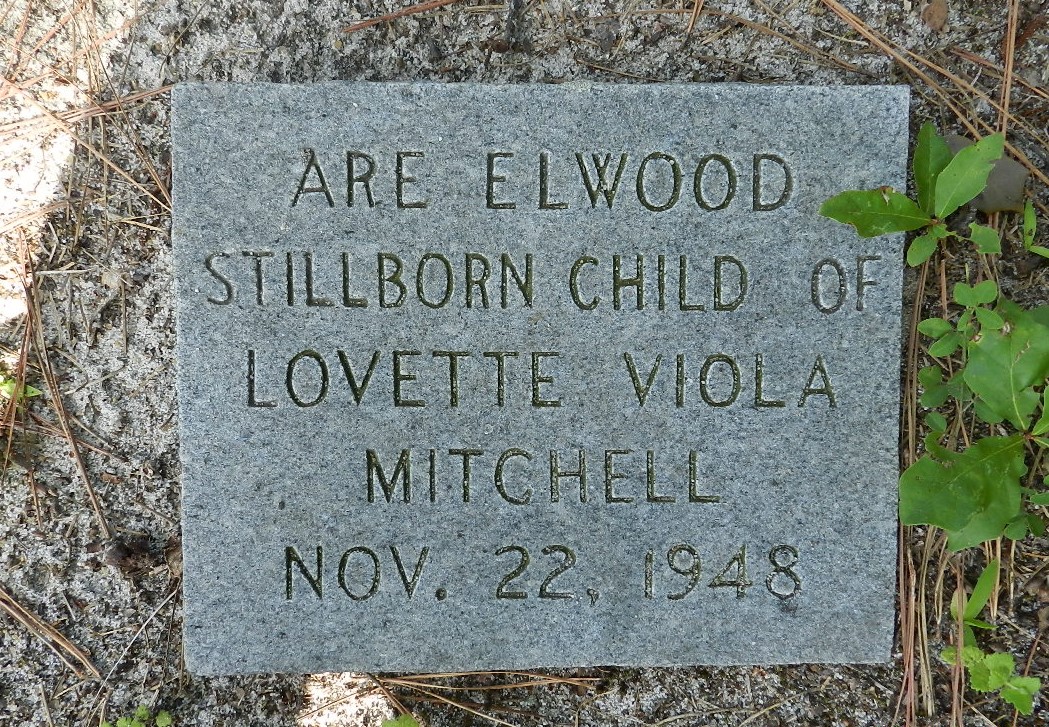 ARE ELWOOD
STILLBORN CHILD OF
LOVETTE VIOLA
MITCHELL
NOV. 22, 1948